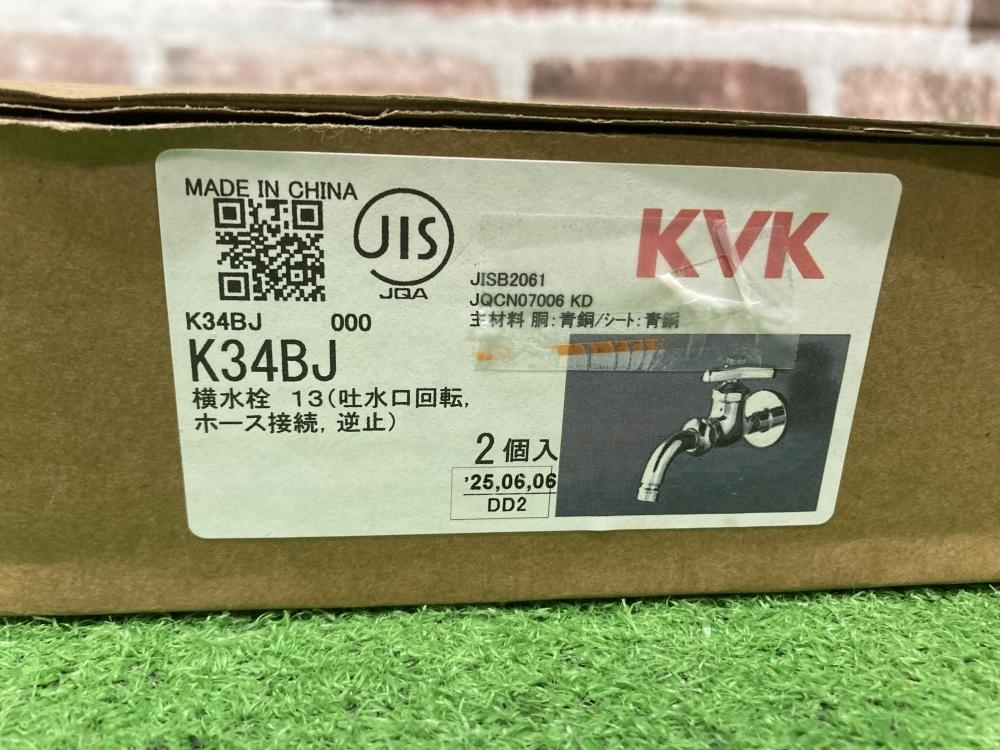 MADE IN CHINA
JIS
JQA
KVK
JISB2061
JQCN07006 KD
主材料 胴:青銅/シート:青銅
K34BJ 000
K34BJ
横水栓 13(吐水口回転,
ホース接続, 逆止)
2個入
'25,06,06
DD2